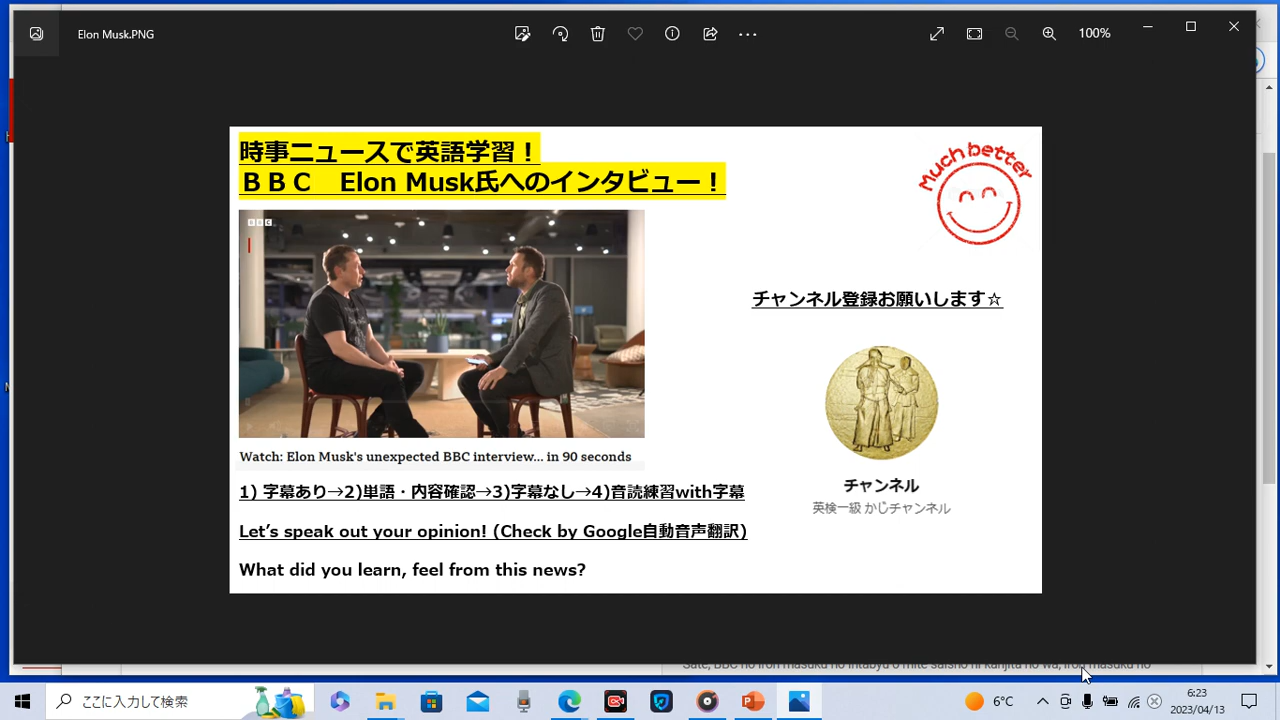 Elon Musk.PNG
100%
時事ニュースで英語学習！
ＢＢＣ　Elon Musk氏へのインタビュー！
Much better
BBC
チャンネル登録お願いします☆
Watch: Elon Musk's unexpected BBC interview... in 90 seconds
チャンネル
1) 字幕あり→2)単語・内容確認→3)字幕なし→4)音読練習with字幕
英検一級 かじチャンネル
Let’s speak out your opinion! (Check by Google自動音声翻訳)
What did you learn, feel from this news?
ここに入力して検索
6°C
6:23
2023/04/13